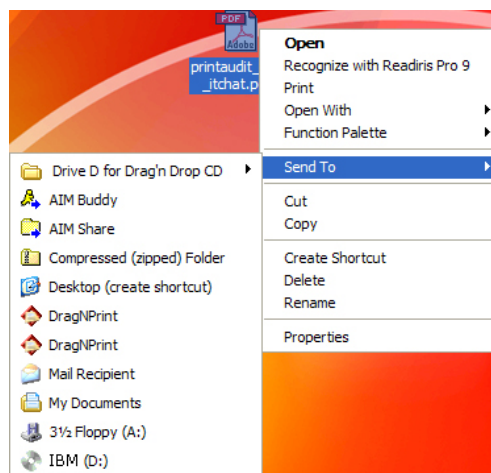 PDF
Adobe
printaudit_
_itchat.p
Open
Recognize with Readiris Pro 9
Print
Open With
Function Palette
Send To
Cut
Copy
Create Shortcut
Delete
Rename
Properties
Drive D for Drag'n Drop CD
AIM Buddy
AIM Share
Compressed (zipped) Folder
Desktop (create shortcut)
DragNPrint
DragNPrint
Mail Recipient
My Documents
3½ Floppy (A:)
IBM (D:)